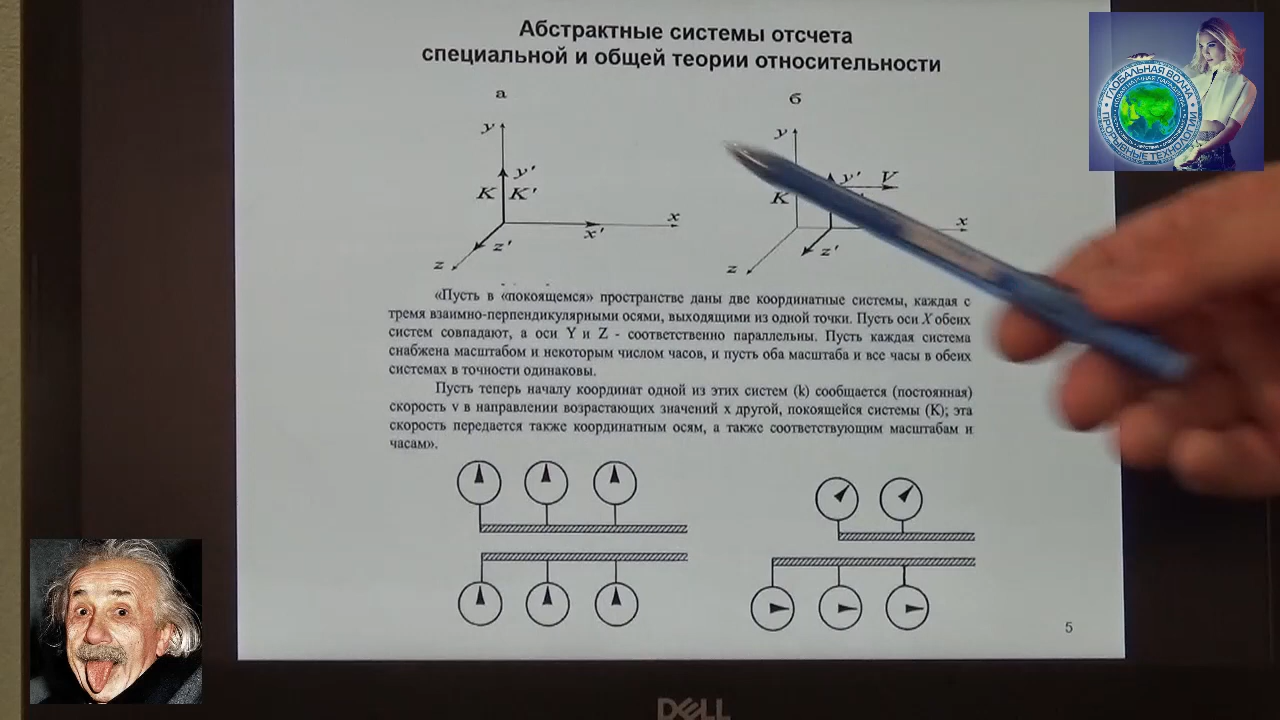 Абстрактные системы отсчета
специальной и общей теории относительности
а
б
y
y'
K K'
x
x'
z'
z
y
y'
V
K
x
z'
z
«Пусть в «покоящемся» пространстве даны две координатные системы, каждая с
тремя взаимно-перпендикулярными осями, выходящими из одной точки. Пусть оси X обеих
систем совпадают, а оси Y и Z - соответственно параллельны. Пусть каждая система
снабжена масштабом и некоторым числом часов, и пусть оба масштаба и все часы в обеих
системах в точности одинаковы.
Пусть теперь началу координат одной из этих систем (k) сообщается (постоянная)
скорость v в направлении возрастающих значений x другой, покоящейся системы (K); эта
скорость передается также координатным осям, а также соответствующим масштабам и
часам».
5
ГЛОБАЛЬНАЯ ВОЛНА
ПРОРЫВНЫЕ ТЕХНОЛОГИИ
DELL